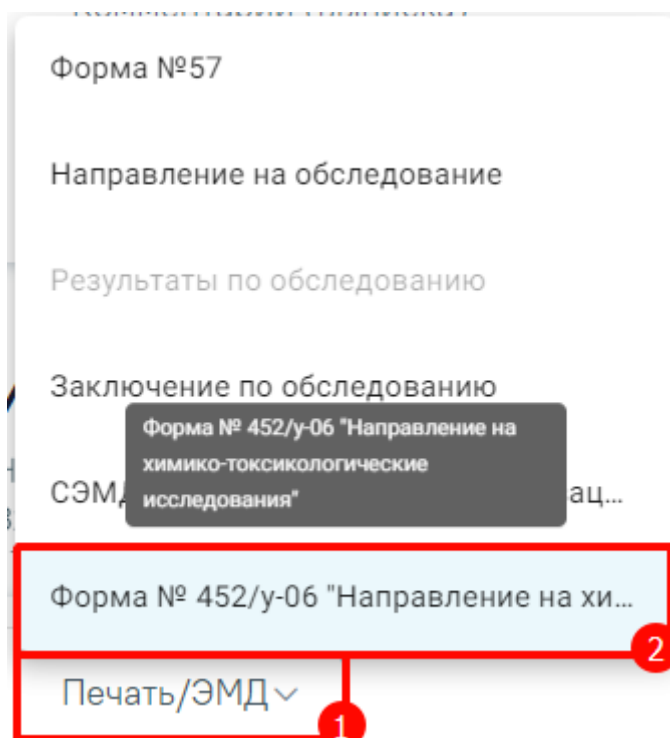 Форма №57
Направление на обследование
Результаты по обследованию
Заключение по обследованию
Форма № 452/у-06 "Направление на
химико-токсикологические
исследования"
СЭМД ац...
Форма № 452/у-06 "Направление на хи...
2
Печать/ЭМД
1